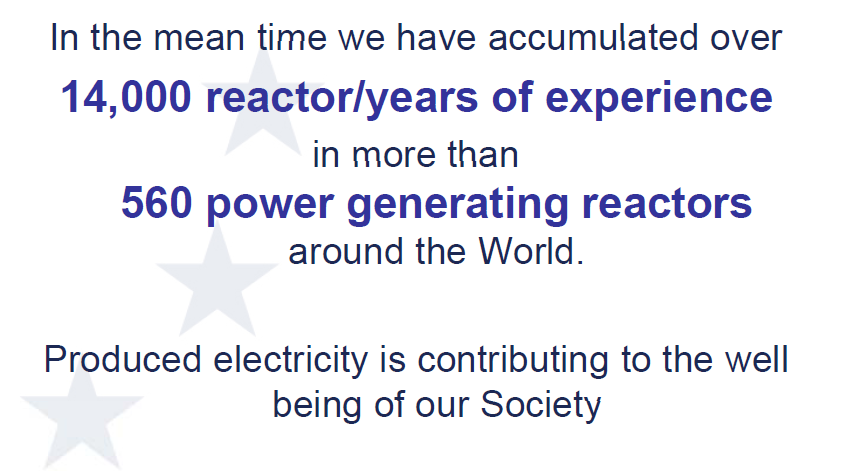 In the mean time we have accumulated over
14,000 reactor/years of experience
in more than
560 power generating reactors
around the World.
Produced electricity is contributing to the well
being of our Society